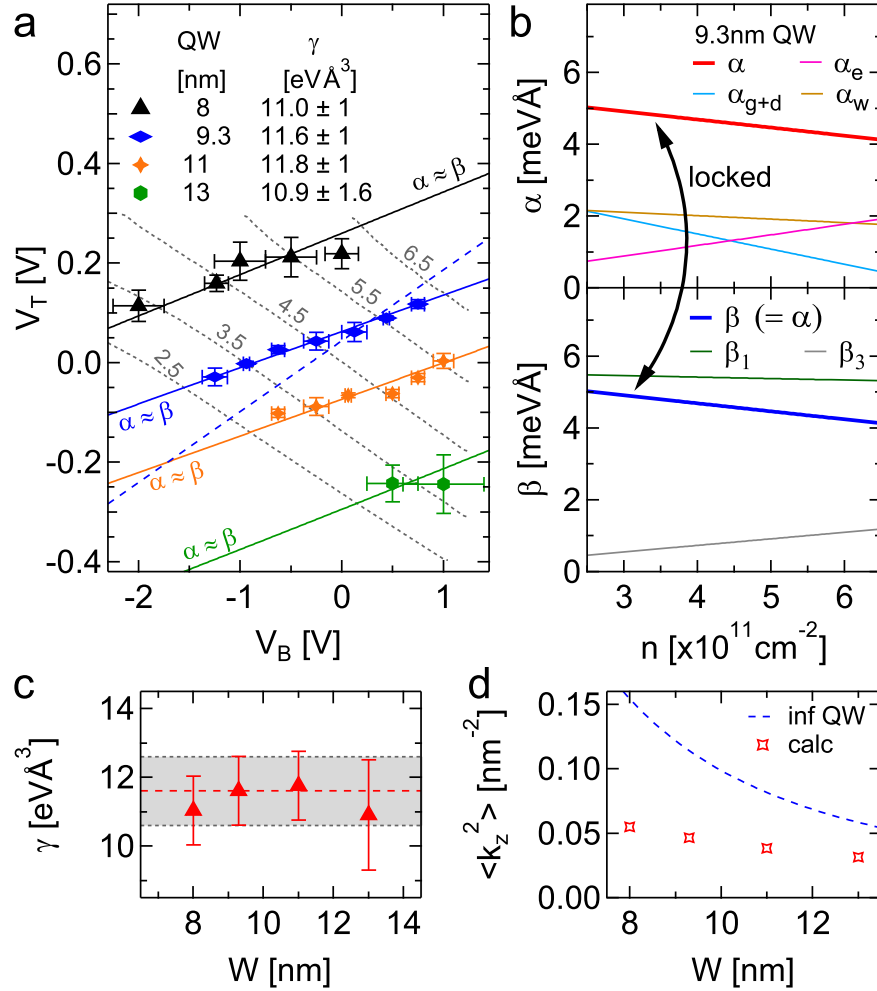 a
QW γ
[nm] [eVÅ³]
8 11.0 ± 1
9.3 11.6 ± 1
11 11.8 ± 1
13 10.9 ± 1.6
α ≈ β
α ≈ β
α ≈ β
α ≈ β
2.5
3.5
4.5
5.5
6.5
0.6
0.4
0.2
0.0
-0.2
-0.4
V_T [V]
-2 -1 0 1
V_B [V]
b
9.3nm QW
α α_e
α_g+d α_w
locked
6
4
2
0
α [meVÅ]
β (= α)
β₁ β₃
6
4
2
0
β [meVÅ]
3 4 5 6
n [x10¹¹cm⁻²]
c
14
12
10
γ [eVÅ³]
8 10 12 14
W [nm]
d
inf QW
calc
0.15
0.10
0.05
0.00
<k_z²> [nm⁻²]
8 10 12
W [nm]